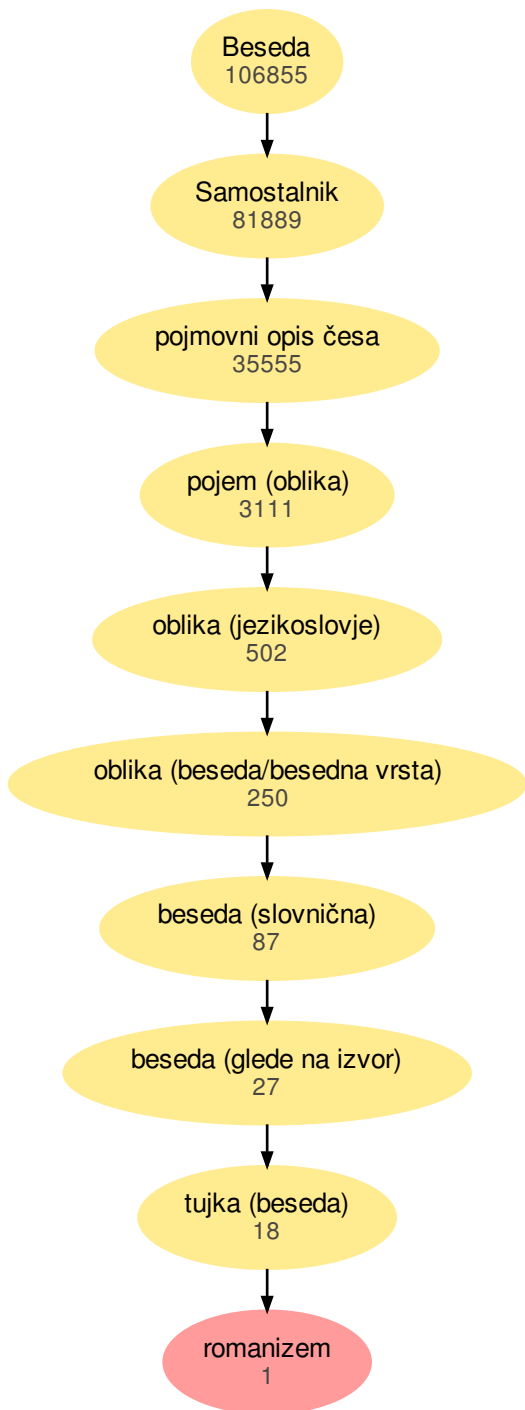 Beseda
106855
Samostalnik
81889
pojmovni opis česa
35555
pojem (oblika)
3111
oblika (jezikoslovje)
502
oblika (beseda/besedna vrsta)
250
beseda (slovnična)
87
beseda (glede na izvor)
27
tujka (beseda)
18
romanizem
1